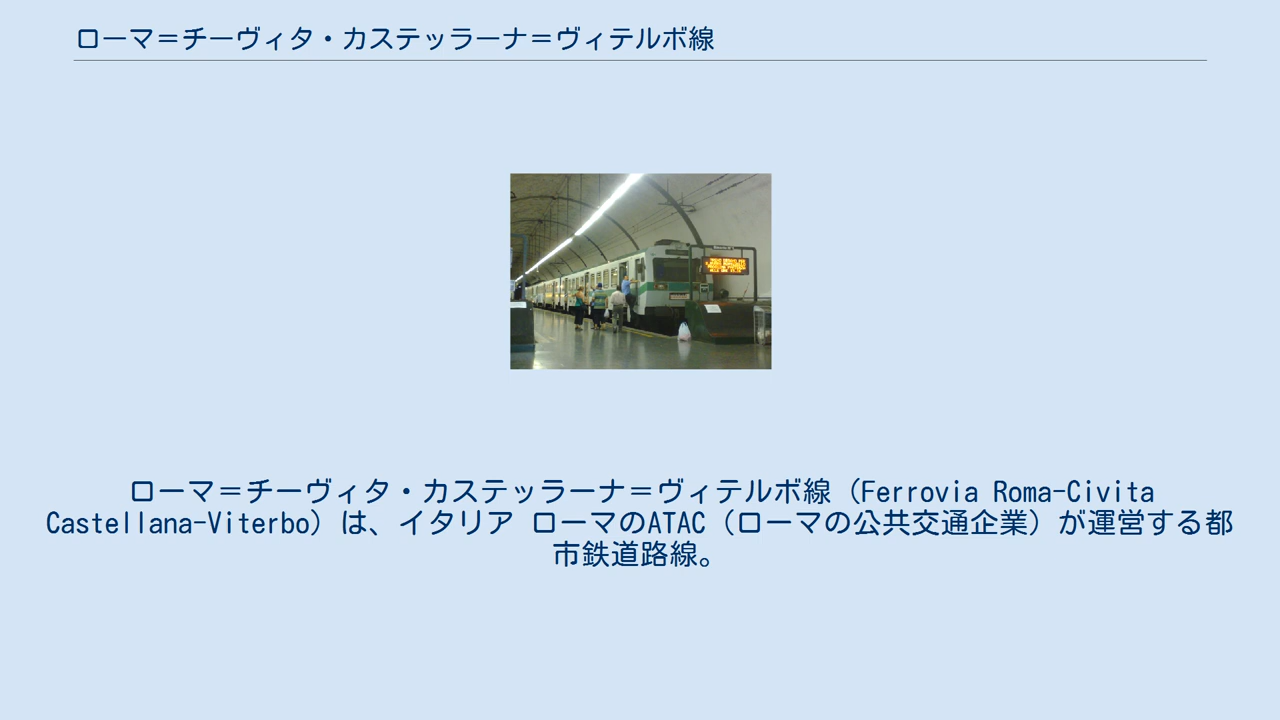 ローマ＝チーヴィタ・カステッラーナ＝ヴィテルボ線
ローマ＝チーヴィタ・カステッラーナ＝ヴィテルボ線（Ferrovia Roma-Civita
Castellana-Viterbo）は、イタリア ローマのATAC（ローマの公共交通企業）が運営する都
市鉄道路線。